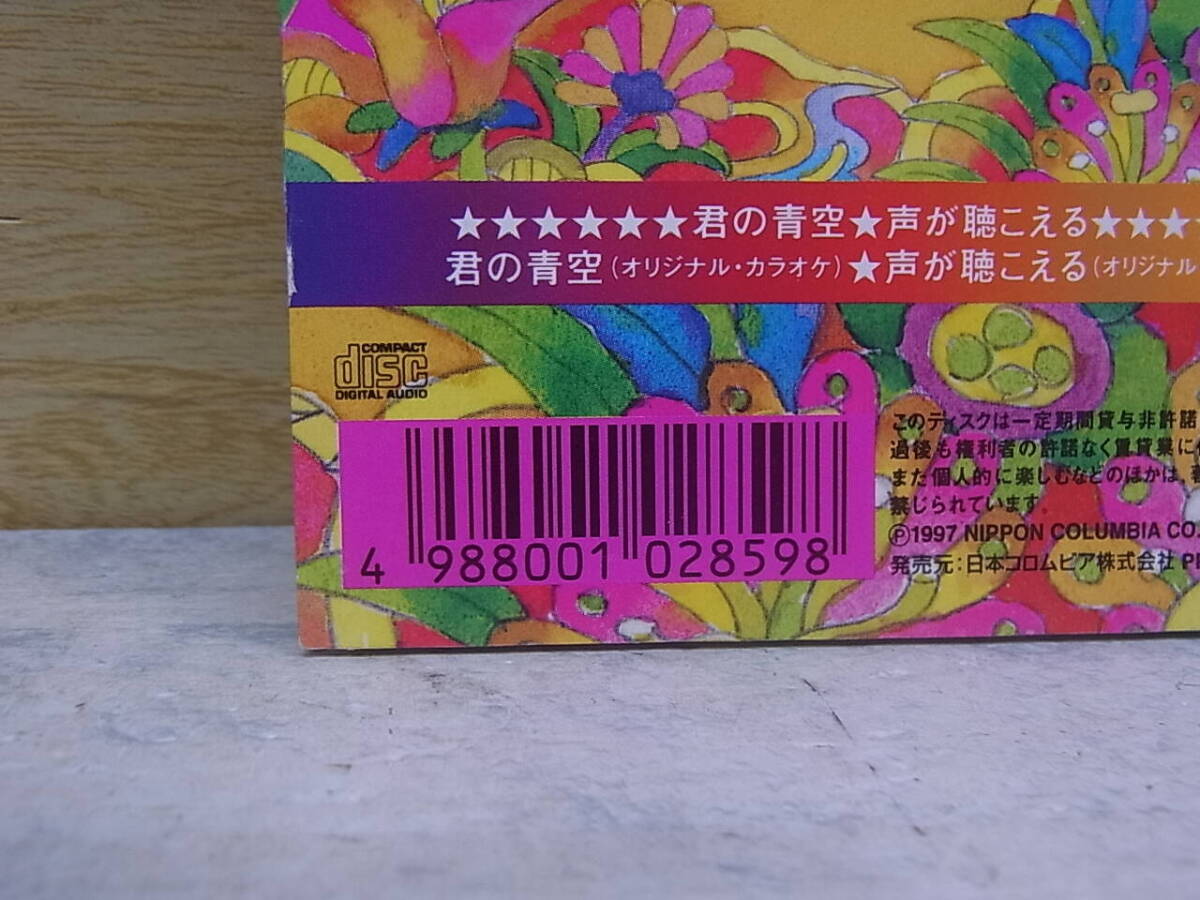 ★★★★★★君の青空★声が聴こえる★★★
君の青空(オリジナル・カラオケ)★声が聴こえる(オリジナル
COMPACT
disc
DIGITAL AUDIO
4 988001 028598
このディスクは一定期間貸与非許諾
過後も権利者の許諾なく賃貸業に
また個人的に楽しむなどのほかは、
禁じられています。
Ⓟ1997 NIPPON COLUMBIA CO.
発売元:日本コロムビア株式会社